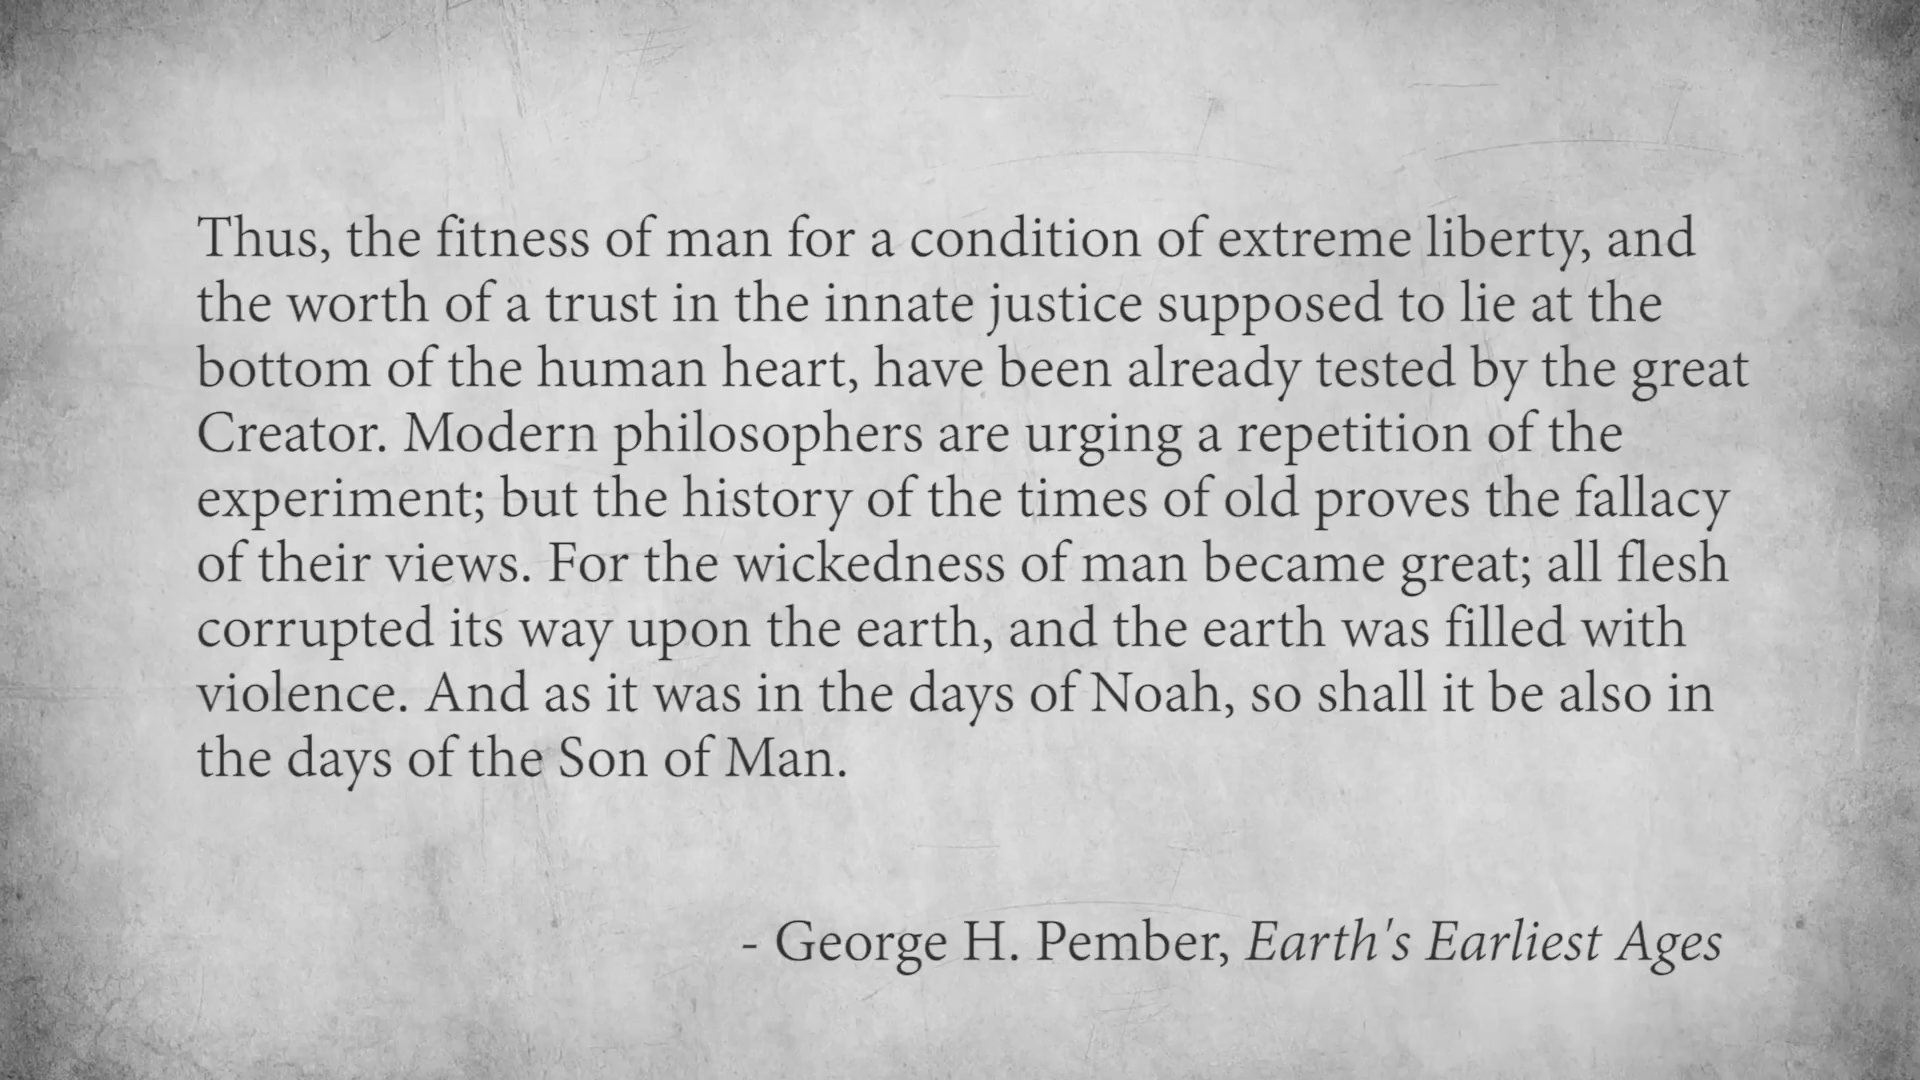 Thus, the fitness of man for a condition of extreme liberty, and
the worth of a trust in the innate justice supposed to lie at the
bottom of the human heart, have been already tested by the great
Creator. Modern philosophers are urging a repetition of the
experiment; but the history of the times of old proves the fallacy
of their views. For the wickedness of man became great; all flesh
corrupted its way upon the earth, and the earth was filled with
violence. And as it was in the days of Noah, so shall it be also in
the days of the Son of Man.
- George H. Pember, Earth's Earliest Ages